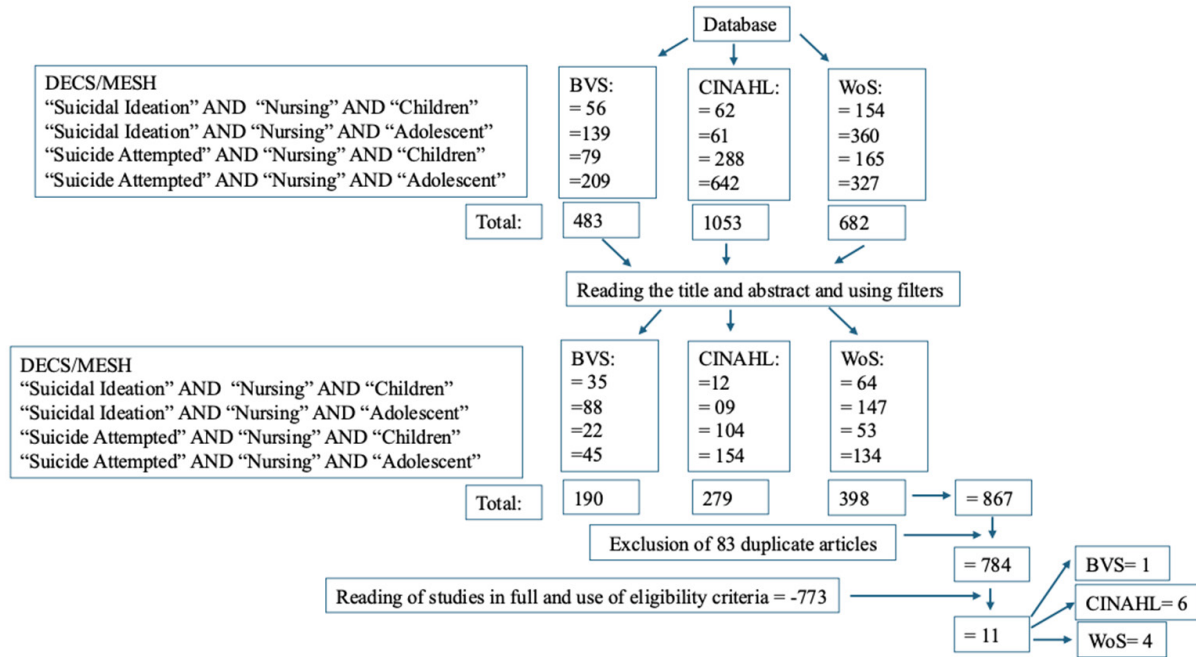 Database
DECS/MESH
“Suicidal Ideation” AND “Nursing” AND “Children”
“Suicidal Ideation” AND “Nursing” AND “Adolescent”
“Suicide Attempted” AND “Nursing” AND “Children”
“Suicide Attempted” AND “Nursing” AND “Adolescent”
BVS:
= 56
=139
=79
=209
CINAHL:
= 62
=61
= 288
=642
WoS:
= 154
=360
= 165
=327
Total:
483
1053
682
Reading the title and abstract and using filters
DECS/MESH
“Suicidal Ideation” AND “Nursing” AND “Children”
“Suicidal Ideation” AND “Nursing” AND “Adolescent”
“Suicide Attempted” AND “Nursing” AND “Children”
“Suicide Attempted” AND “Nursing” AND “Adolescent”
BVS:
= 35
=88
=22
=45
CINAHL:
=12
= 09
= 104
= 154
WoS:
= 64
= 147
= 53
=134
Total:
190
279
398
= 867
Exclusion of 83 duplicate articles
= 784
Reading of studies in full and use of eligibility criteria = -773
= 11
BVS= 1
CINAHL= 6
WoS= 4